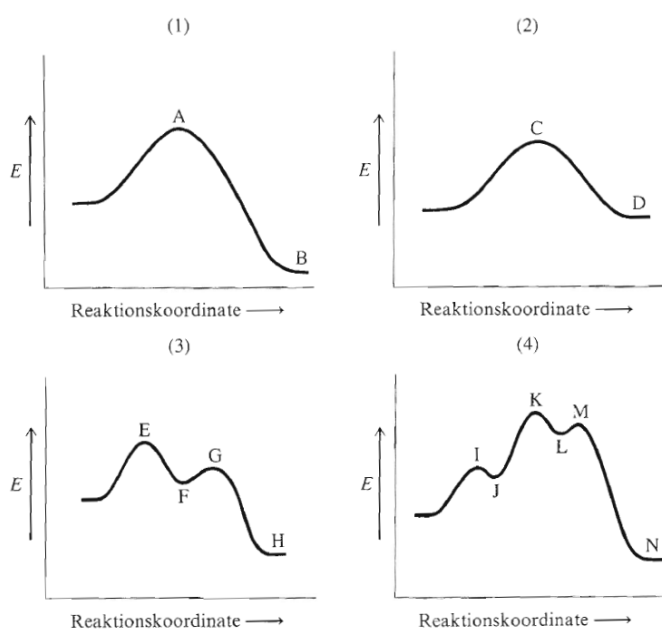 (1)
A
E
B
Reaktionskoordinate →
(2)
C
E
D
Reaktionskoordinate →
(3)
E
G
E
F
H
Reaktionskoordinate →
(4)
K
M
I
L
E
J
N
Reaktionskoordinate →